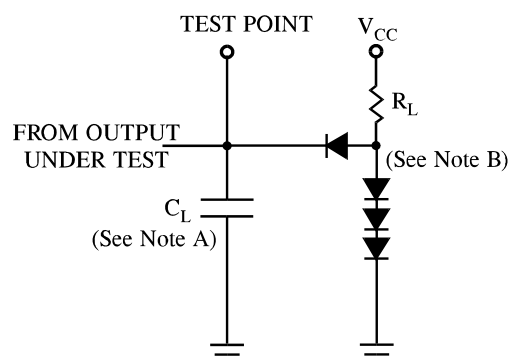 TEST POINT
V_CC
R_L
FROM OUTPUT
UNDER TEST
(See Note B)
C_L
(See Note A)